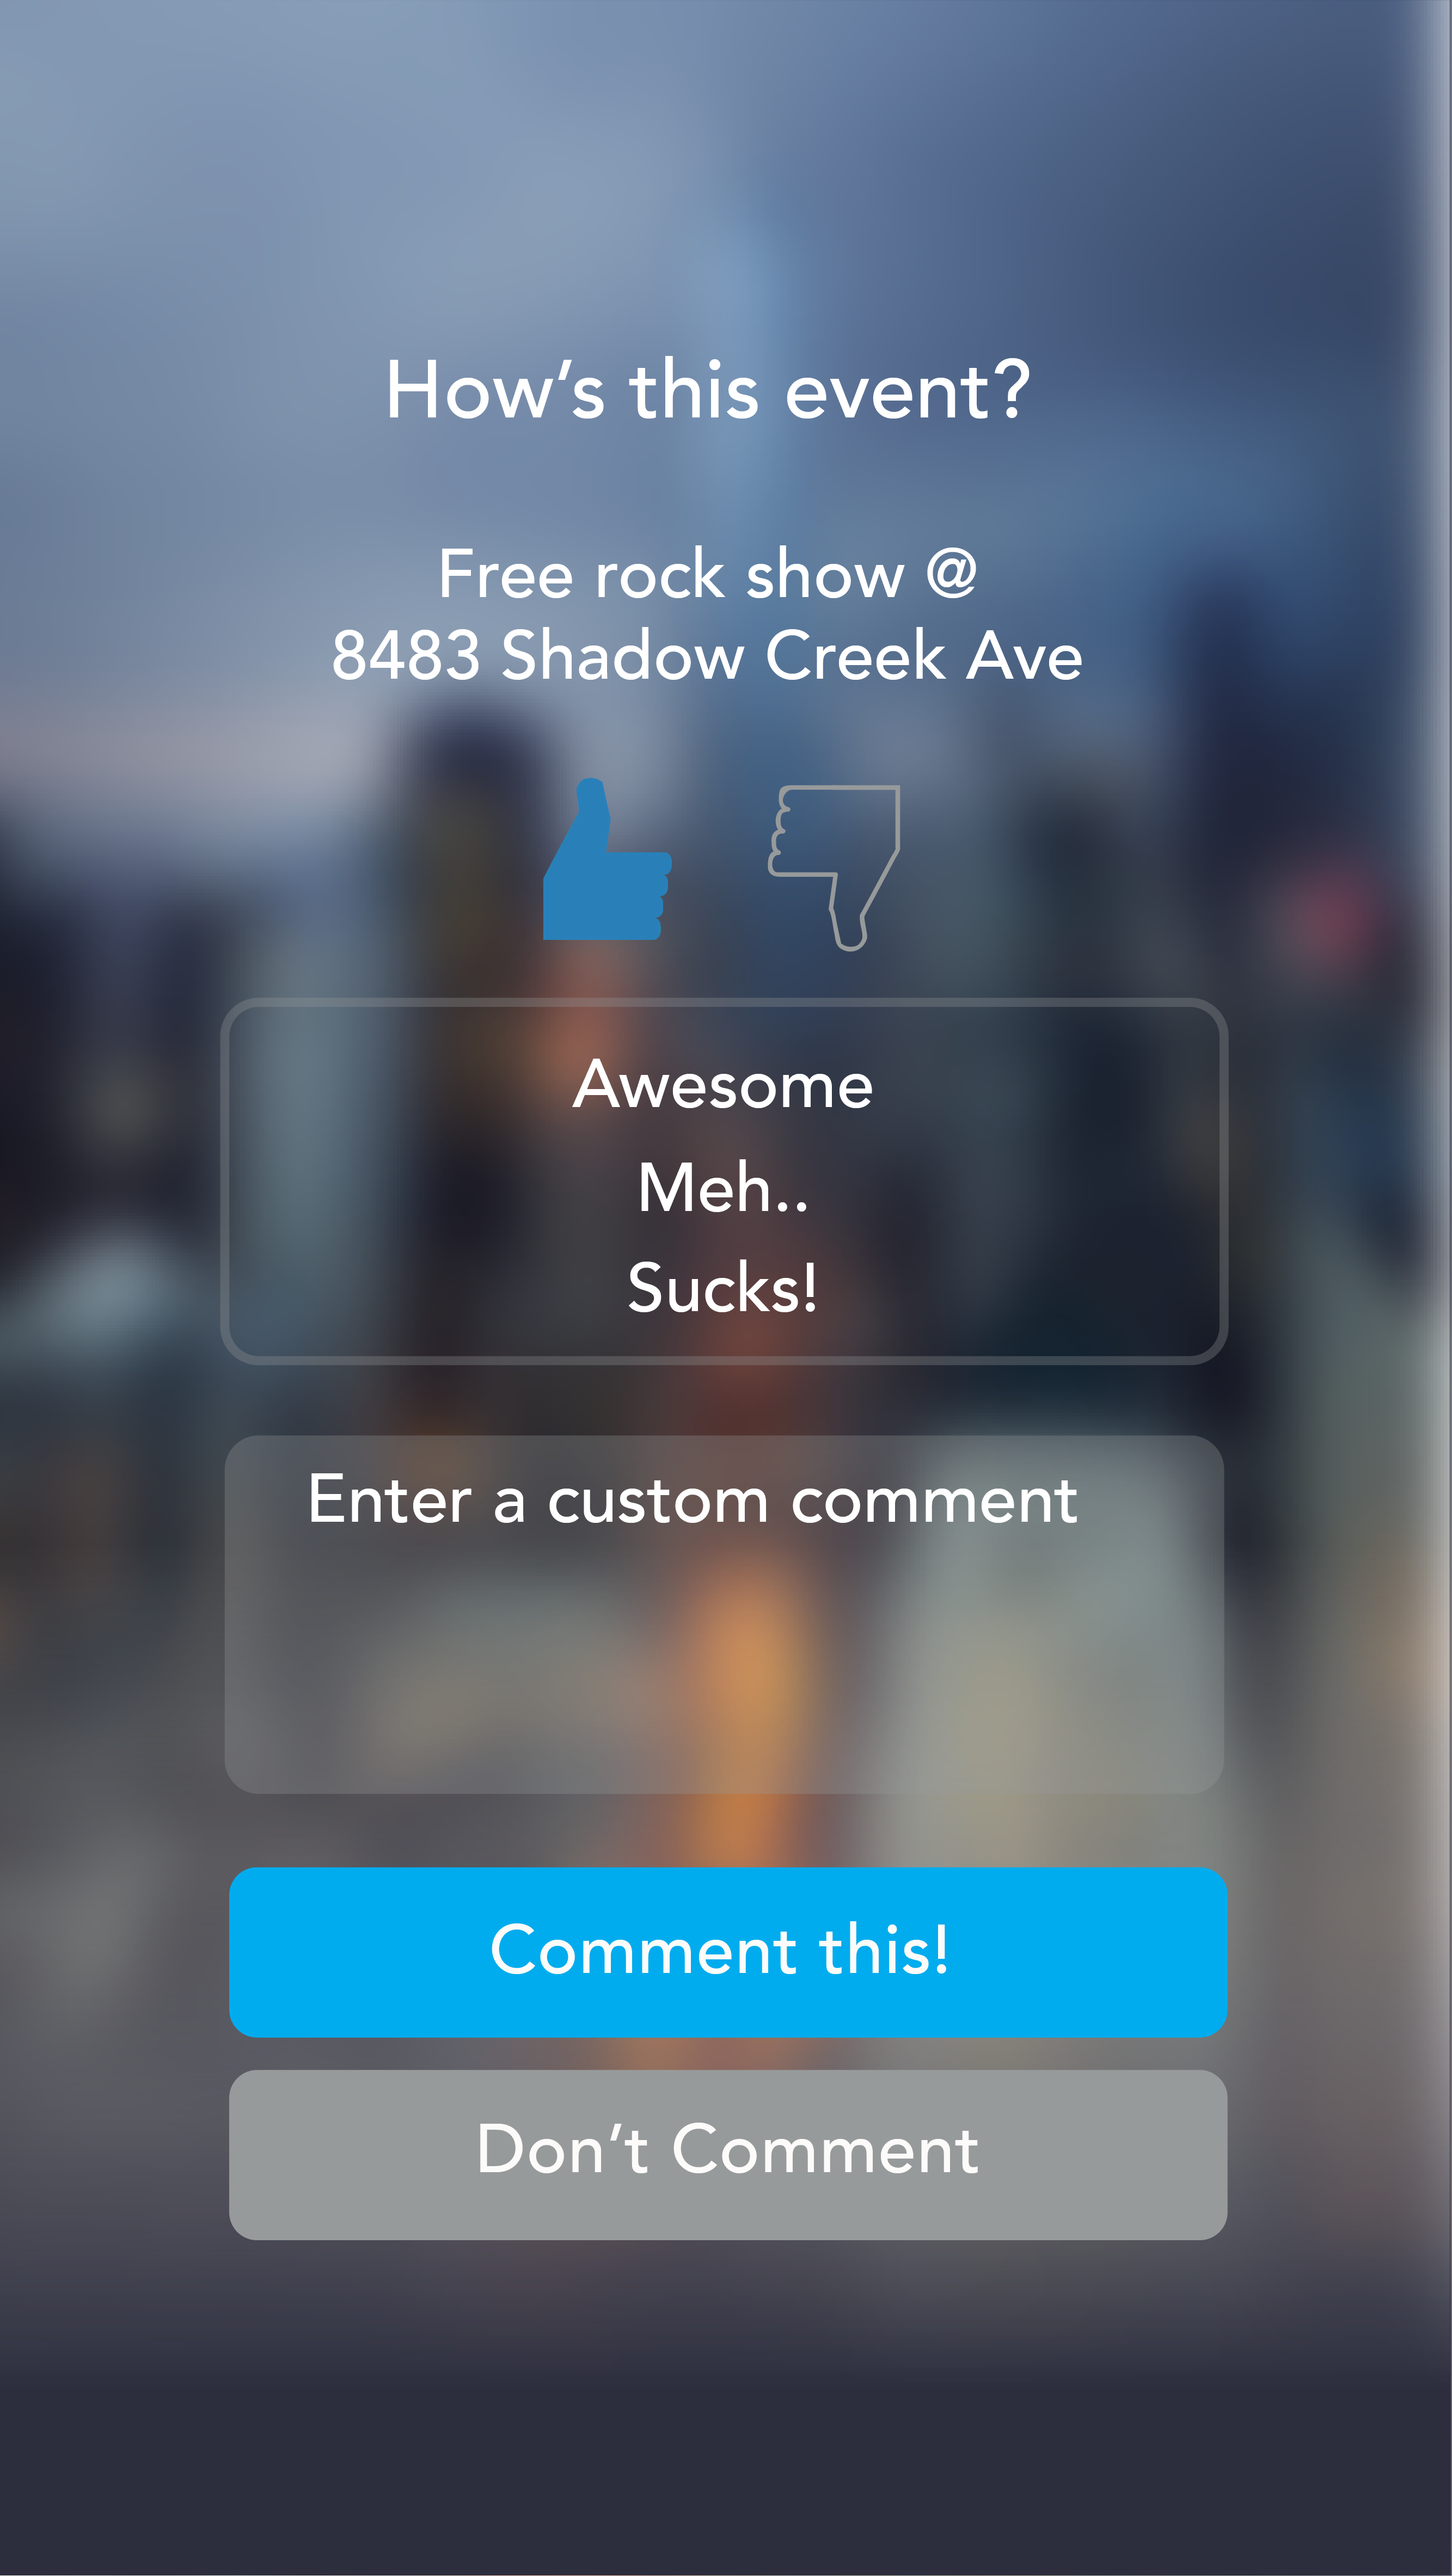 How’s this event?
Free rock show @
8483 Shadow Creek Ave
Awesome
Meh..
Sucks!
Enter a custom comment
Comment this!
Don’t Comment